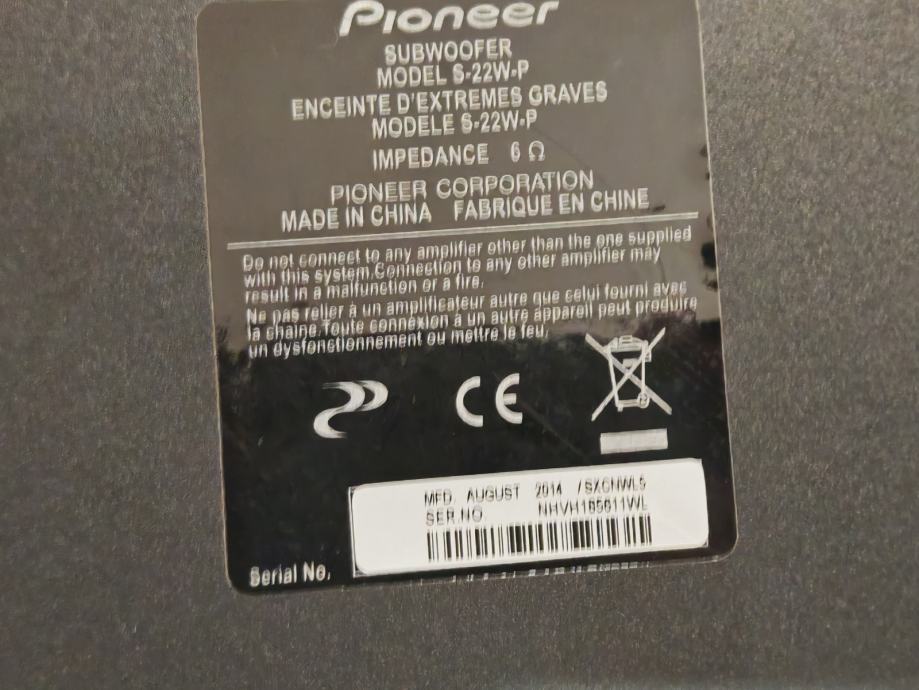 Pioneer
SUBWOOFER
MODEL S-22W-P
ENCEINTE D'EXTREMES GRAVES
MODELE S-22W-P
IMPEDANCE 6 Ω
PIONEER CORPORATION
MADE IN CHINA FABRIQUE EN CHINE
Do not connect to any amplifier other than the one supplied
with this system.Connection to any other amplifier may
result in a malfunction or a fire.
Ne pas relier à un amplificateur autre que celui fourni avec
la chaine.Toute connexion à un autre appareil peut produire
un dysfonctionnement ou mettre le feu.
CE
MFD. AUGUST 2014
SER.NO
Serial No.